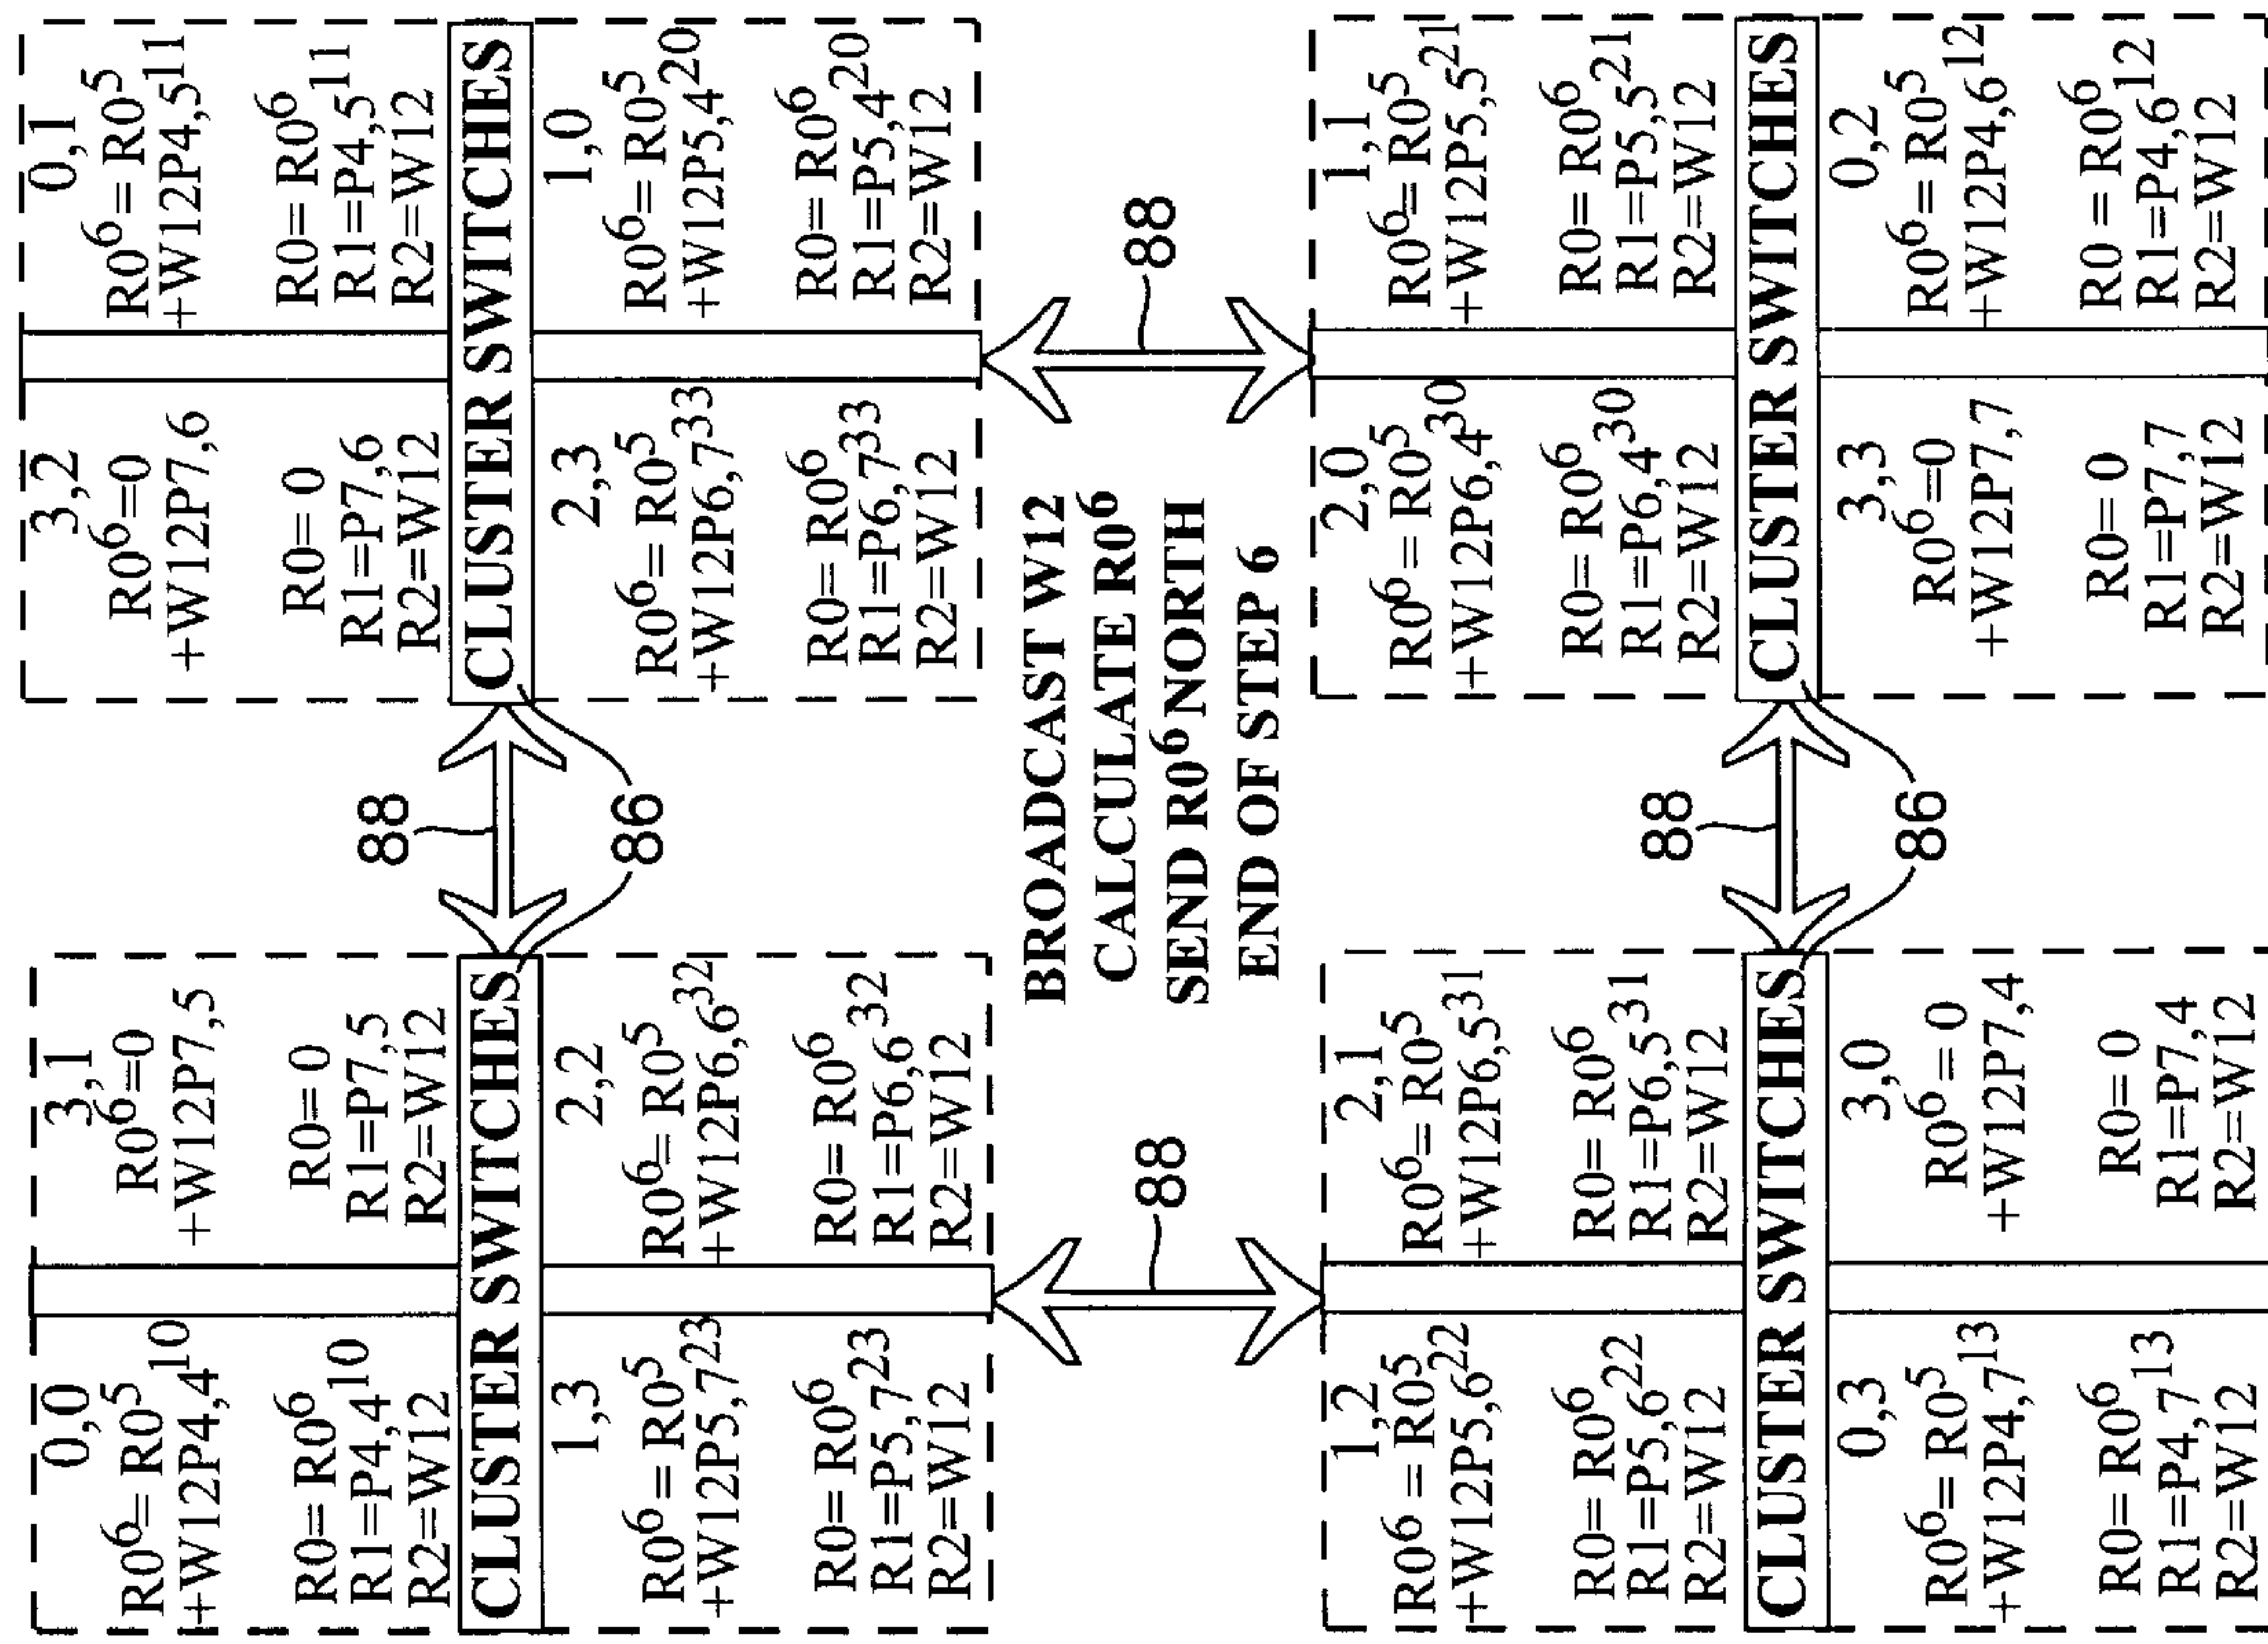 0,0
R0⁶= R0⁵
+W12P4,4¹⁰
R0= R0⁶
R1=P4,4¹⁰
R2=W12
3,1
R0⁶=0
+W12P7,5
R0= 0
R1=P7,5
R2=W12
CLUSTER SWITCHES
1,3
R0⁶= R0⁵
+W12P5,7²³
R0= R0⁶
R1=P5,7²³
R2=W12
2,2
R0⁶= R0⁵
+W12P6,6³²
R0= R0⁶
R1=P6,6³²
R2=W12
88
86
3,2
R0⁶=0
+W12P7,6
R0= 0
R1=P7,6
R2=W12
0,1
R0⁶= R0⁵
+W12P4,5¹¹
R0= R0⁶
R1=P4,5¹¹
R2=W12
CLUSTER SWITCHES
2,3
R0⁶= R0⁵
+W12P6,7³³
R0= R0⁶
R1=P6,7³³
R2=W12
1,0
R0⁶= R0⁵
+W12P5,4²⁰
R0= R0⁶
R1=P5,4²⁰
R2=W12
88
BROADCAST W12
CALCULATE R0⁶
SEND R0⁶ NORTH
END OF STEP 6
88
1,2
R0⁶ = R0⁵
+W12P5,6²²
R0= R0⁶
R1=P5,6²²
R2=W12
2,1
R0⁶= R0⁵
+W12P6,5³¹
R0= R0⁶
R1=P6,5³¹
R2=W12
CLUSTER SWITCHES
0,3
R0⁶= R0⁵
+W12P4,7¹³
R0= R0⁶
R1=P4,7¹³
R2=W12
3,0
R0⁶= 0
+W12P7,4
R0= 0
R1=P7,4
R2=W12
88
86
2,0
R0⁶= R0⁵
+W12P6,4³⁰
R0= R0⁶
R1=P6,4³⁰
R2=W12
1,1
R0⁶= R0⁵
+W12P5,5²¹
R0= R0⁶
R1=P5,5²¹
R2=W12
CLUSTER SWITCHES
3,3
R0⁶=0
+W12P7,7
R0= 0
R1=P7,7
R2=W12
0,2
R0⁶= R0⁵
+W12P4,6¹²
R0 = R0⁶
R1=P4,6¹²
R2=W12